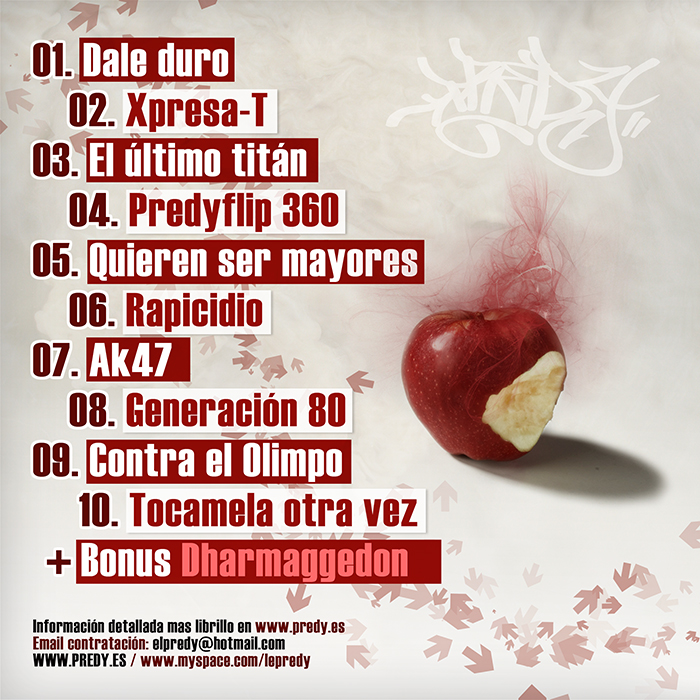 01. Dale duro
02. Xpresa-T
03. El último titán
04. Predyflip 360
05. Quieren ser mayores
06. Rapicidio
07. Ak47
08. Generación 80
09. Contra el Olimpo
10. Tocamela otra vez
+ Bonus Dharmaggedon
Información detallada mas librillo en www.predy.es
Email contratación: elpredy@hotmail.com
WWW.PREDY.ES / www.myspace.com/lepredy